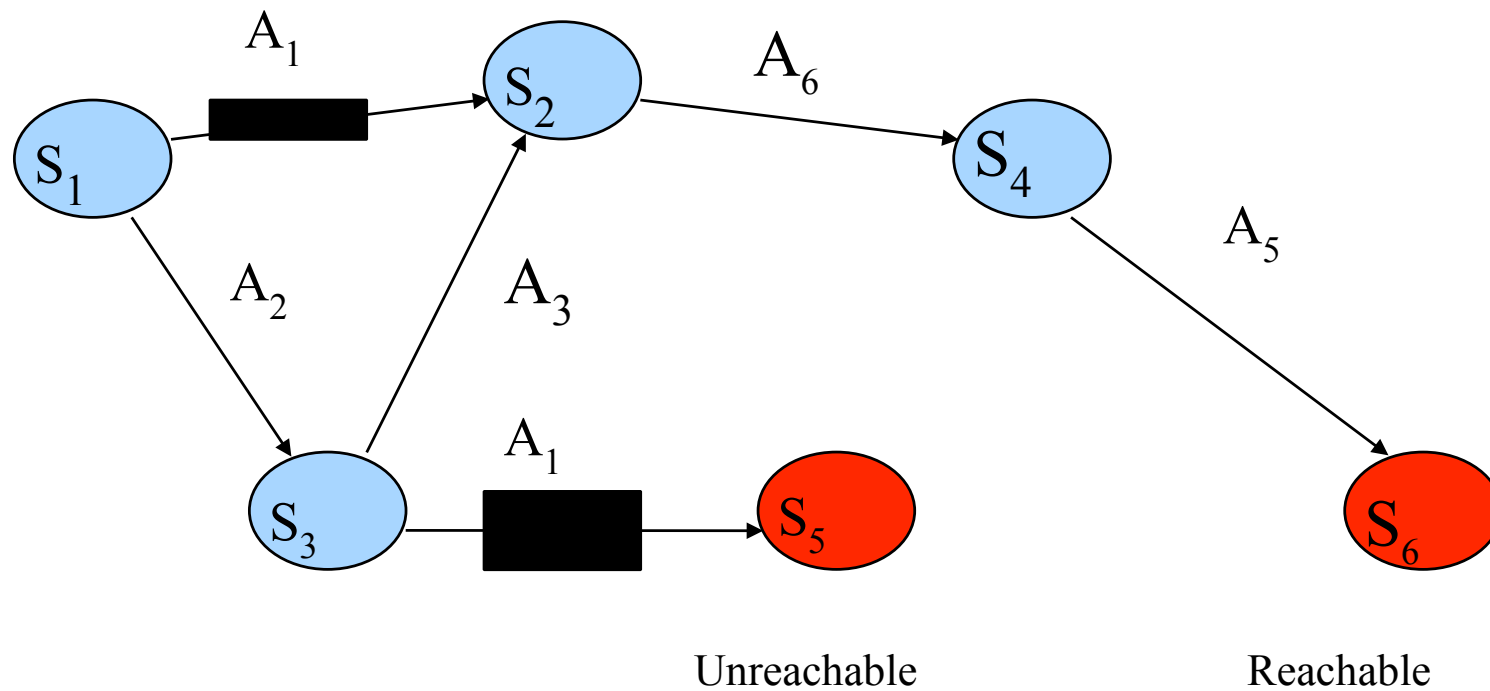 A₁
S₂
A₆
S₁
S₄
A₂
A₃
A₅
A₁
S₃
S₅
S₆
Unreachable
Reachable